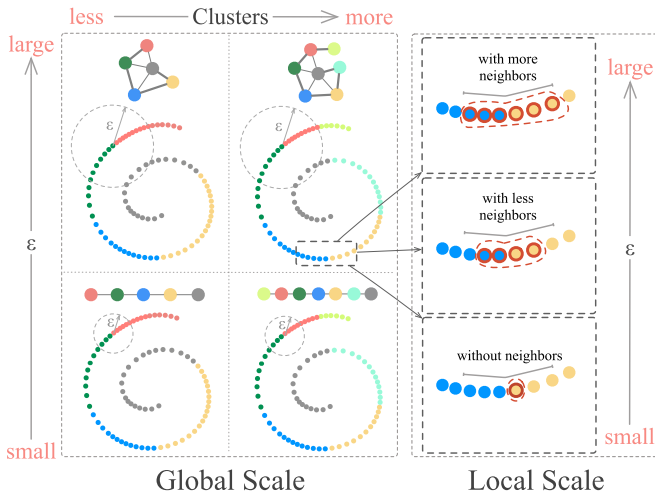 less Clusters more
large
ε
small
ε
ε
ε
ε
Global Scale
with more
neighbors
with less
neighbors
without neighbors
large
ε
small
Local Scale